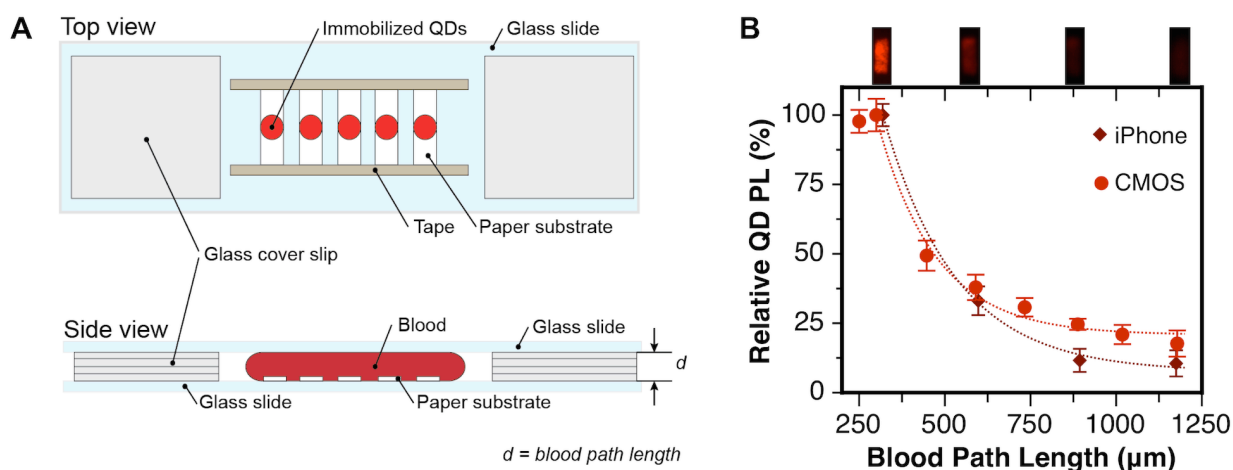 A
Top view
Immobilized QDs
Glass slide
Tape
Paper substrate
Glass cover slip
Side view
Blood
Glass slide
d
Glass slide
Paper substrate
d = blood path length
B
Relative QD PL (%)
100
75
50
25
0
iPhone
CMOS
250 500 750 1000 1250
Blood Path Length (µm)